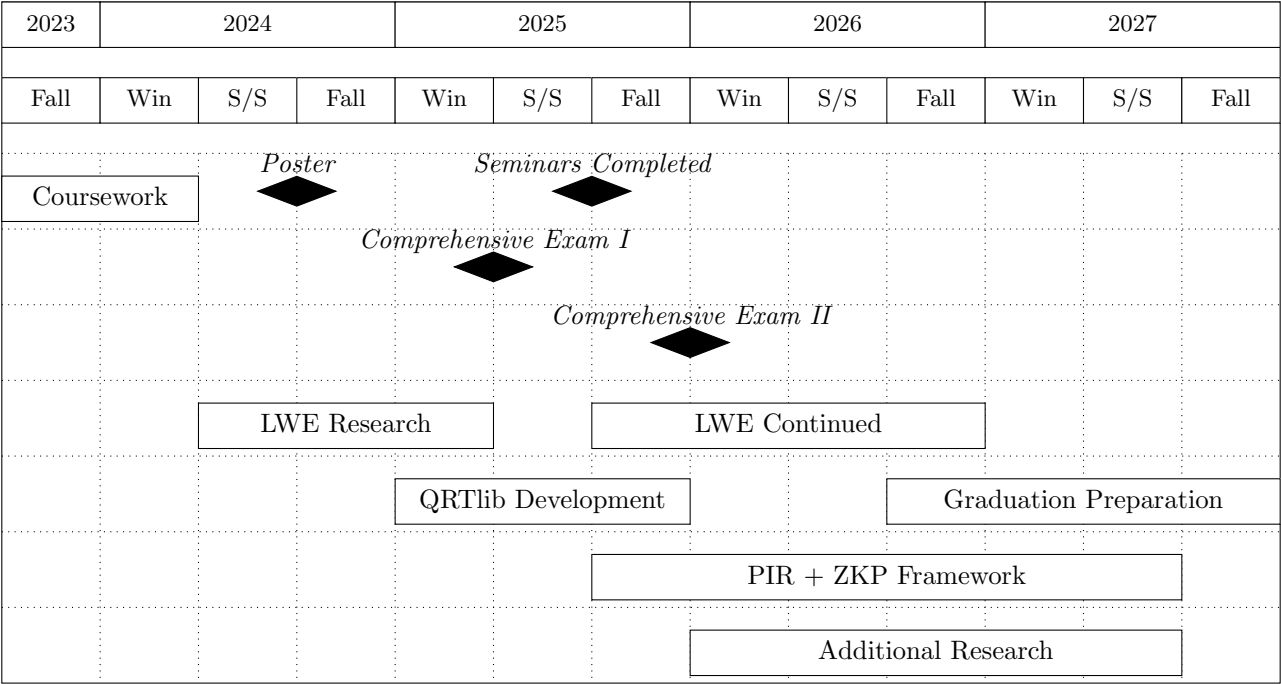 2023 2024 2025 2026 2027
Fall Win S/S Fall Win S/S Fall Win S/S Fall Win S/S Fall
Poster Seminars Completed
Coursework
Comprehensive Exam I
Comprehensive Exam II
LWE Research LWE Continued
QRTlib Development Graduation Preparation
PIR + ZKP Framework
Additional Research